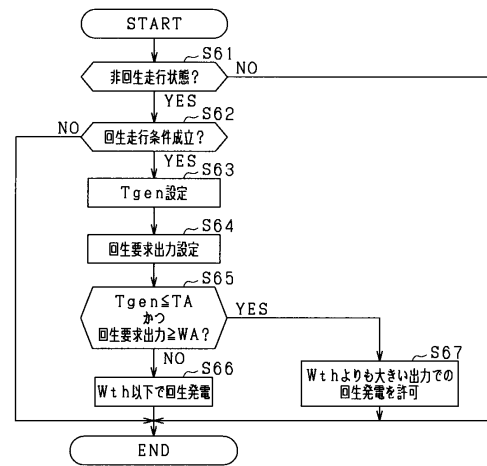 START
S61
非回生走行状態?
NO
YES
S62
NO
回生走行条件成立?
YES
S63
Tgen設定
S64
回生要求出力設定
S65
Tgen≦TA
かつ
回生要求出力≧WA?
YES
NO
S66
Wth以下で回生発電
S67
Wthよりも大きい出力での
回生発電を許可
END